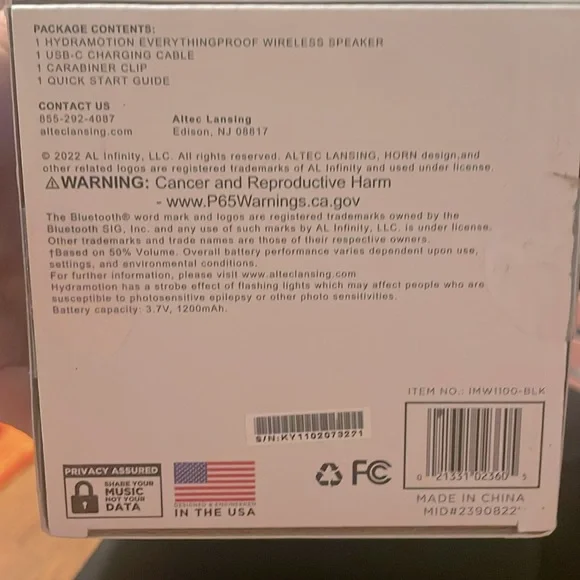 PACKAGE CONTENTS:
1 HYDRAMOTION EVERYTHINGPROOF WIRELESS SPEAKER
1 USB-C CHARGING CABLE
1 CARABINER CLIP
1 QUICK START GUIDE
CONTACT US
855-292-4087 Altec Lansing
alteclansing.com Edison, NJ 08817
© 2022 AL Infinity, LLC. All rights reserved. ALTEC LANSING, HORN design,and
other related logos are registered trademarks of AL Infinity and used under license.
⚠WARNING: Cancer and Reproductive Harm
- www.P65Warnings.ca.gov
The Bluetooth® word mark and logos are registered trademarks owned by the
Bluetooth SIG, Inc. and any use of such marks by AL Infinity, LLC. is under license.
Other trademarks and trade names are those of their respective owners.
†Based on 50% Volume. Overall battery performance varies dependent upon use,
settings, and environmental conditions.
For further information, please visit www.alteclansing.com
Hydramotion has a strobe effect of flashing lights which may affect people who are
susceptible to photosensitive epilepsy or other photo sensitivities.
Battery capacity: 3.7V, 1200mAh.
ITEM NO.: IMW1100-BLK
S/N:KY1102073271
0 21331 02360 5
PRIVACY ASSURED
SHARE YOUR
MUSIC
NOT YOUR
DATA
DESIGNED & ENGINEERED
IN THE USA
FC
MADE IN CHINA
MID#2390822